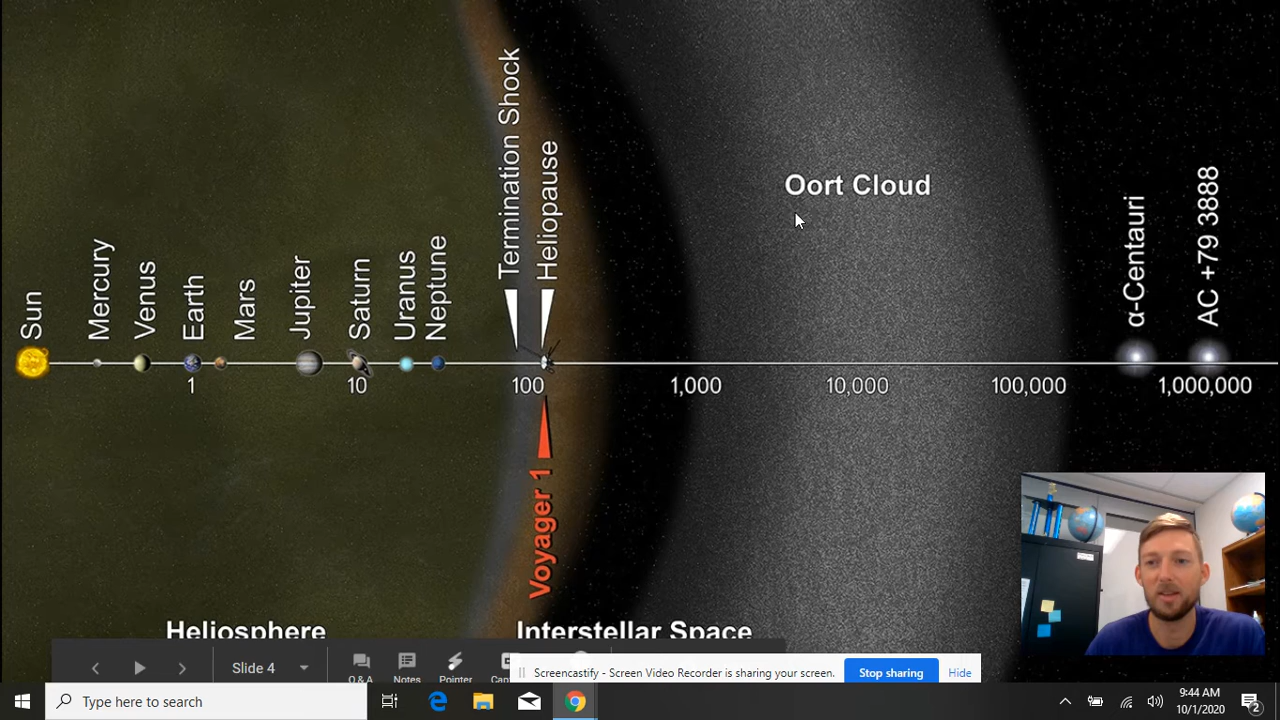 Sun
Mercury
Venus
Earth
Mars
Jupiter
Saturn
Uranus
Neptune
Termination Shock
Heliopause
Oort Cloud
α-Centauri
AC +79 3888
1
10
100
1,000
10,000
100,000
1,000,000
Voyager 1
Heliosphere
Interstellar Space
Slide 4
Q & A
Notes
Pointer
Screencastify - Screen Video Recorder is sharing your screen.
Stop sharing
Hide
Type here to search
9:44 AM
10/1/2020
2